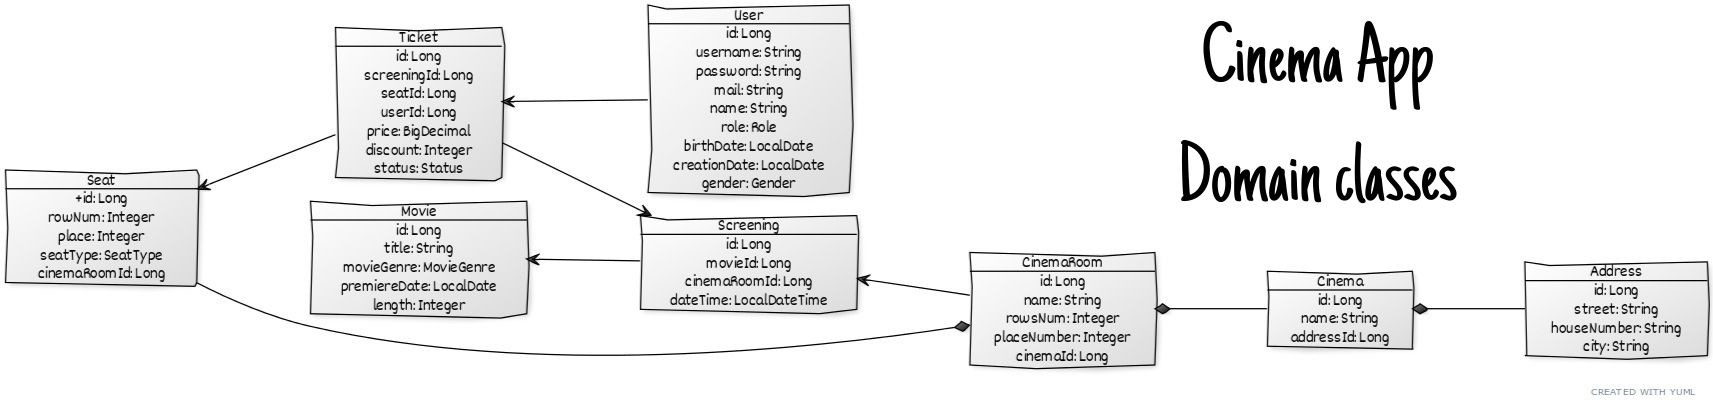 Cinema App
Domain classes
User
id: Long
username: String
password: String
mail: String
name: String
role: Role
birthDate: LocalDate
creationDate: LocalDate
gender: Gender
Ticket
id: Long
screeningId: Long
seatId: Long
userId: Long
price: BigDecimal
discount: Integer
status: Status
Seat
+id: Long
rowNum: Integer
place: Integer
seatType: SeatType
cinemaRoomId: Long
Movie
id: Long
title: String
movieGenre: MovieGenre
premiereDate: LocalDate
length: Integer
Screening
id: Long
movieId: Long
cinemaRoomId: Long
dateTime: LocalDateTime
CinemaRoom
id: Long
name: String
rowsNum: Integer
placeNumber: Integer
cinemaId: Long
Cinema
id: Long
name: String
addressId: Long
Address
id: Long
street: String
houseNumber: String
city: String
CREATED WITH YUML